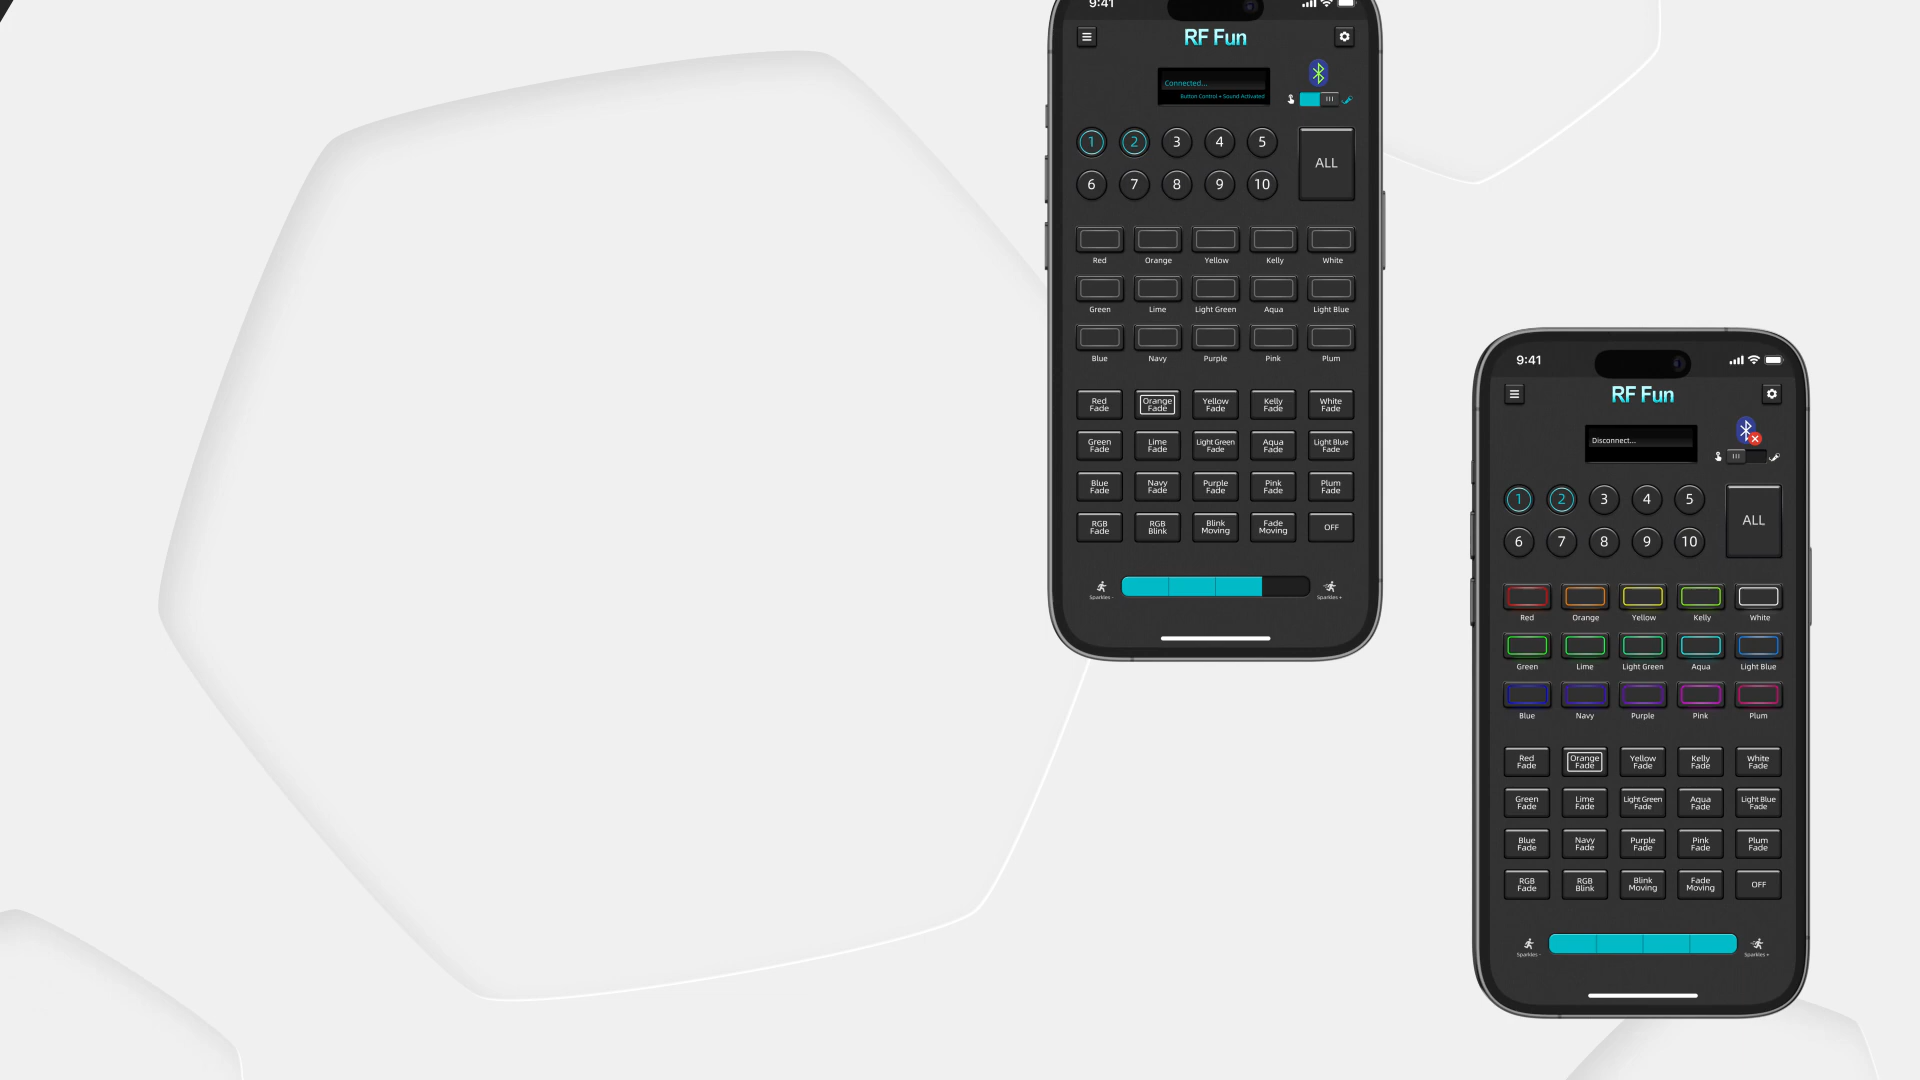 9:41
RF Fun
Connected...
Button Control + Sound Activated
1 2 3 4 5
ALL
6 7 8 9 10
Red Orange Yellow Kelly White
Green Lime Light Green Aqua Light Blue
Blue Navy Purple Pink Plum
Red Fade Orange Fade Yellow Fade Kelly Fade White Fade
Green Fade Lime Fade Light Green Fade Aqua Fade Light Blue Fade
Blue Fade Navy Fade Purple Fade Pink Fade Plum Fade
RGB Fade RGB Blink Blink Moving Fade Moving OFF
Sparkles - Sparkles +
9:41
RF Fun
Disconnect...
1 2 3 4 5
ALL
6 7 8 9 10
Red Orange Yellow Kelly White
Green Lime Light Green Aqua Light Blue
Blue Navy Purple Pink Plum
Red Fade Orange Fade Yellow Fade Kelly Fade White Fade
Green Fade Lime Fade Light Green Fade Aqua Fade Light Blue Fade
Blue Fade Navy Fade Purple Fade Pink Fade Plum Fade
RGB Fade RGB Blink Blink Moving Fade Moving OFF
Sparkles - Sparkles +